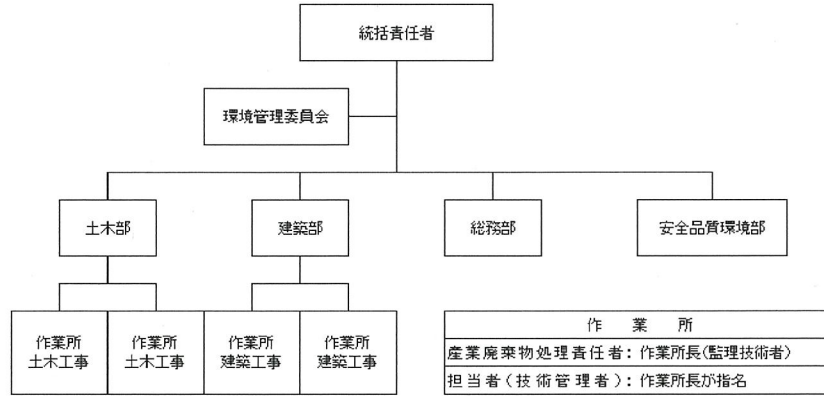 統括責任者
環境管理委員会
土木部
建築部
総務部
安全品質環境部
作業所
土木工事
作業所
土木工事
作業所
建築工事
作業所
建築工事
作 業 所
産業廃棄物処理責任者：作業所長(監理技術者)
担当者(技術管理者)：作業所長が指名